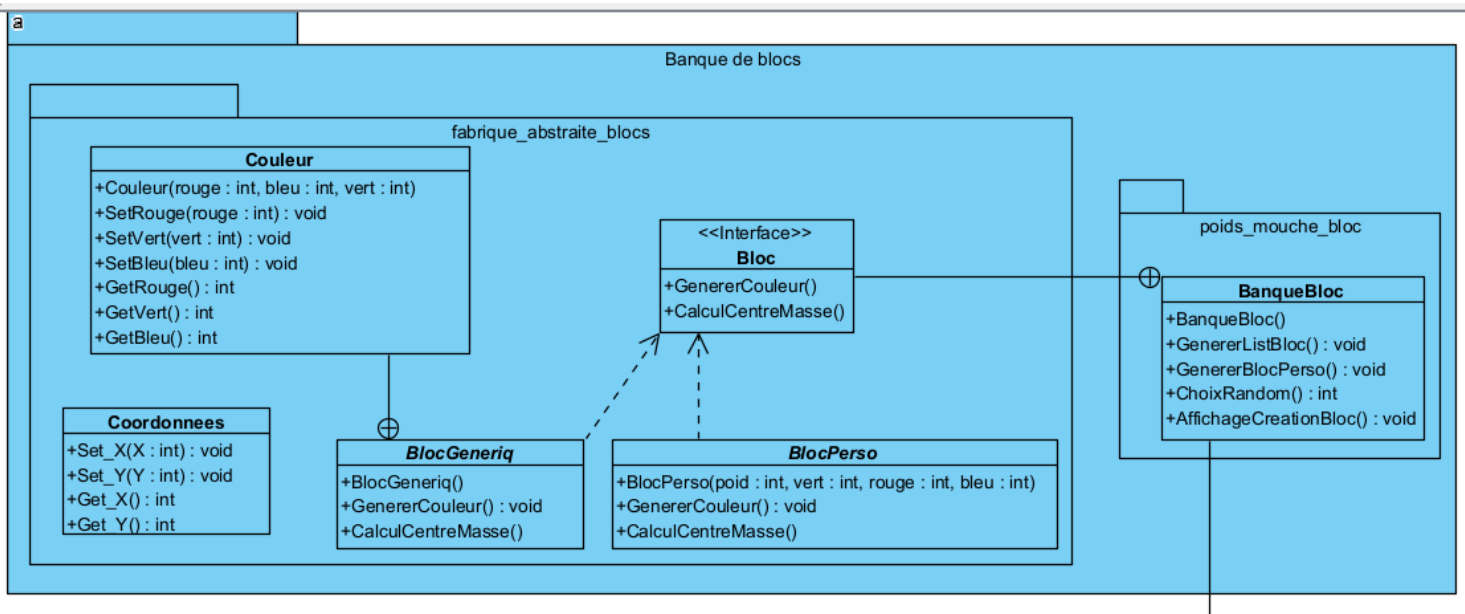 a
Banque de blocs
fabrique_abstraite_blocs
Couleur
+Couleur(rouge : int, bleu : int, vert : int)
+SetRouge(rouge : int) : void
+SetVert(vert : int) : void
+SetBleu(bleu : int) : void
+GetRouge() : int
+GetVert() : int
+GetBleu() : int
<<Interface>>
Bloc
+GenererCouleur()
+CalculCentreMasse()
poids_mouche_bloc
BanqueBloc
+BanqueBloc()
+GenererListBloc() : void
+GenererBlocPerso() : void
+ChoixRandom() : int
+AffichageCreationBloc() : void
Coordonnees
+Set_X(X : int) : void
+Set_Y(Y : int) : void
+Get_X() : int
+Get_Y() : int
BlocGeneriq
+BlocGeneriq()
+GenererCouleur() : void
+CalculCentreMasse()
BlocPerso
+BlocPerso(poid : int, vert : int, rouge : int, bleu : int)
+GenererCouleur() : void
+CalculCentreMasse()